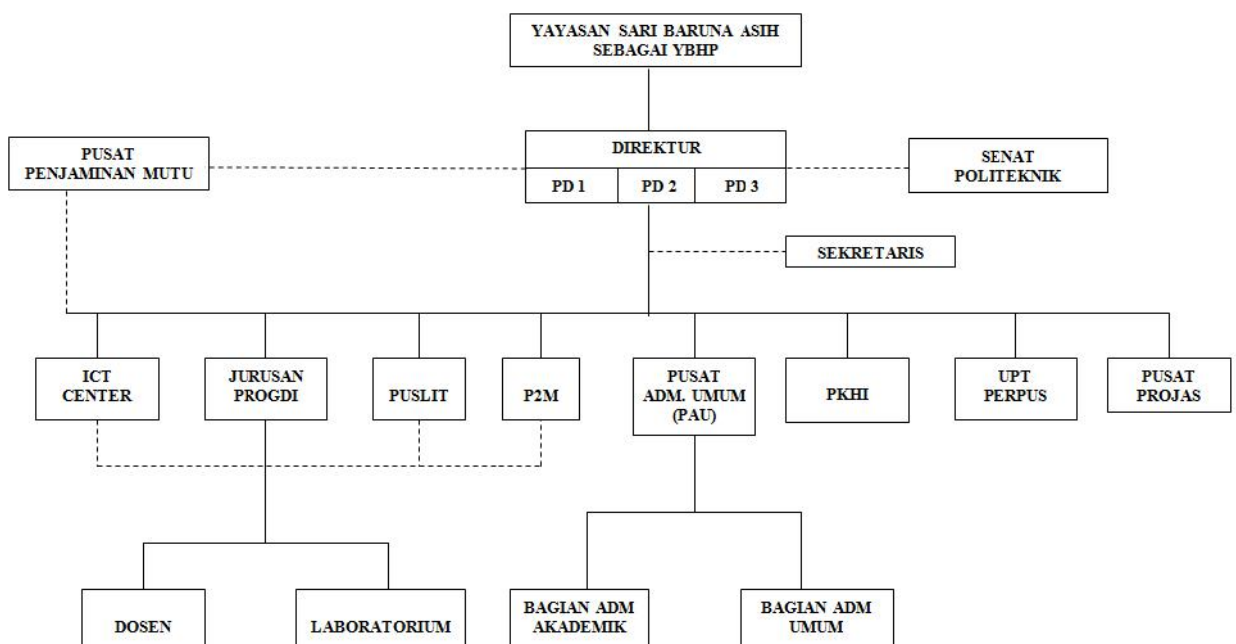 YAYASAN SARI BARUNA ASIH
SEBAGAI YBHP
PUSAT
PENJAMINAN MUTU
DIREKTUR
PD 1
PD 2
PD 3
SENAT
POLITEKNIK
SEKRETARIS
ICT
CENTER
JURUSAN
PROGDI
PUSLIT
P2M
PUSAT
ADM. UMUM
(PAU)
PKHI
UPT
PERPUS
PUSAT
PROJAS
DOSEN
LABORATORIUM
BAGIAN ADM
AKADEMIK
BAGIAN ADM
UMUM